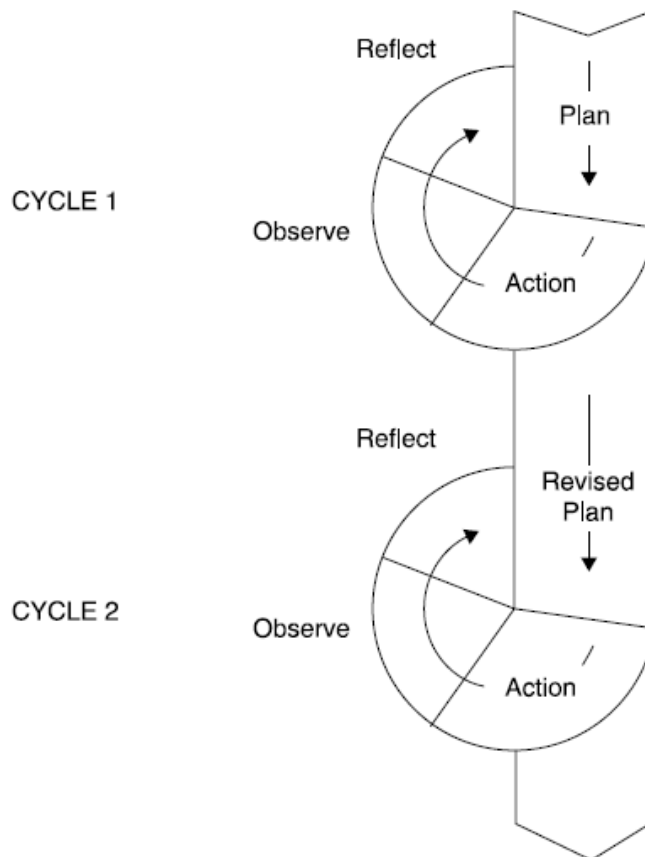 Reflect
Plan
CYCLE 1
Observe
Action
Reflect
Revised
Plan
CYCLE 2
Observe
Action